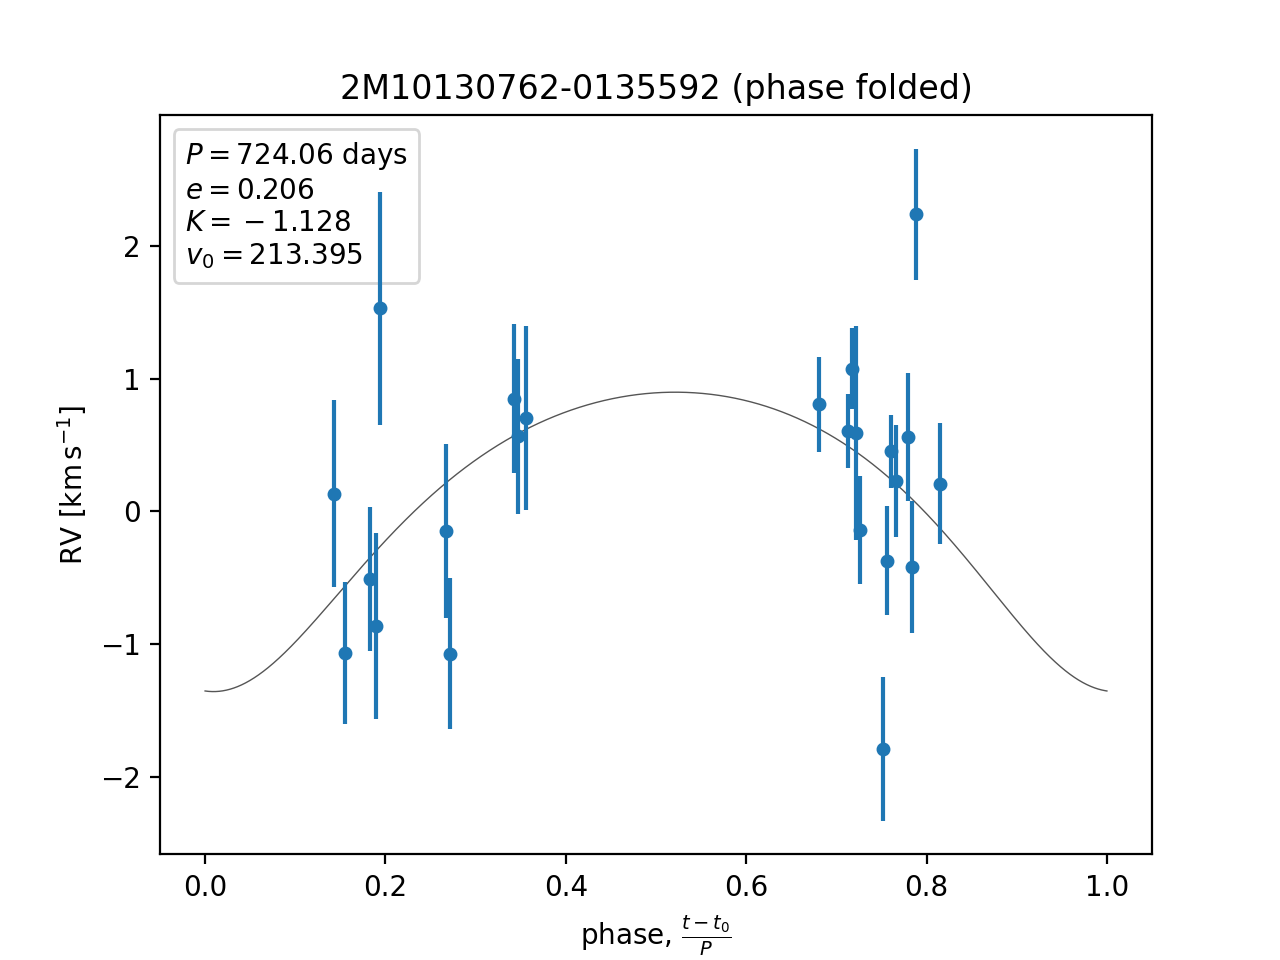 2M10130762-0135592 (phase folded)
P = 724.06 days
e = 0.206
K = −1.128
v₀ = 213.395
2
1
0
−1
−2
RV [km s⁻¹]
0.0 0.2 0.4 0.6 0.8 1.0
phase, (t − t₀)/P